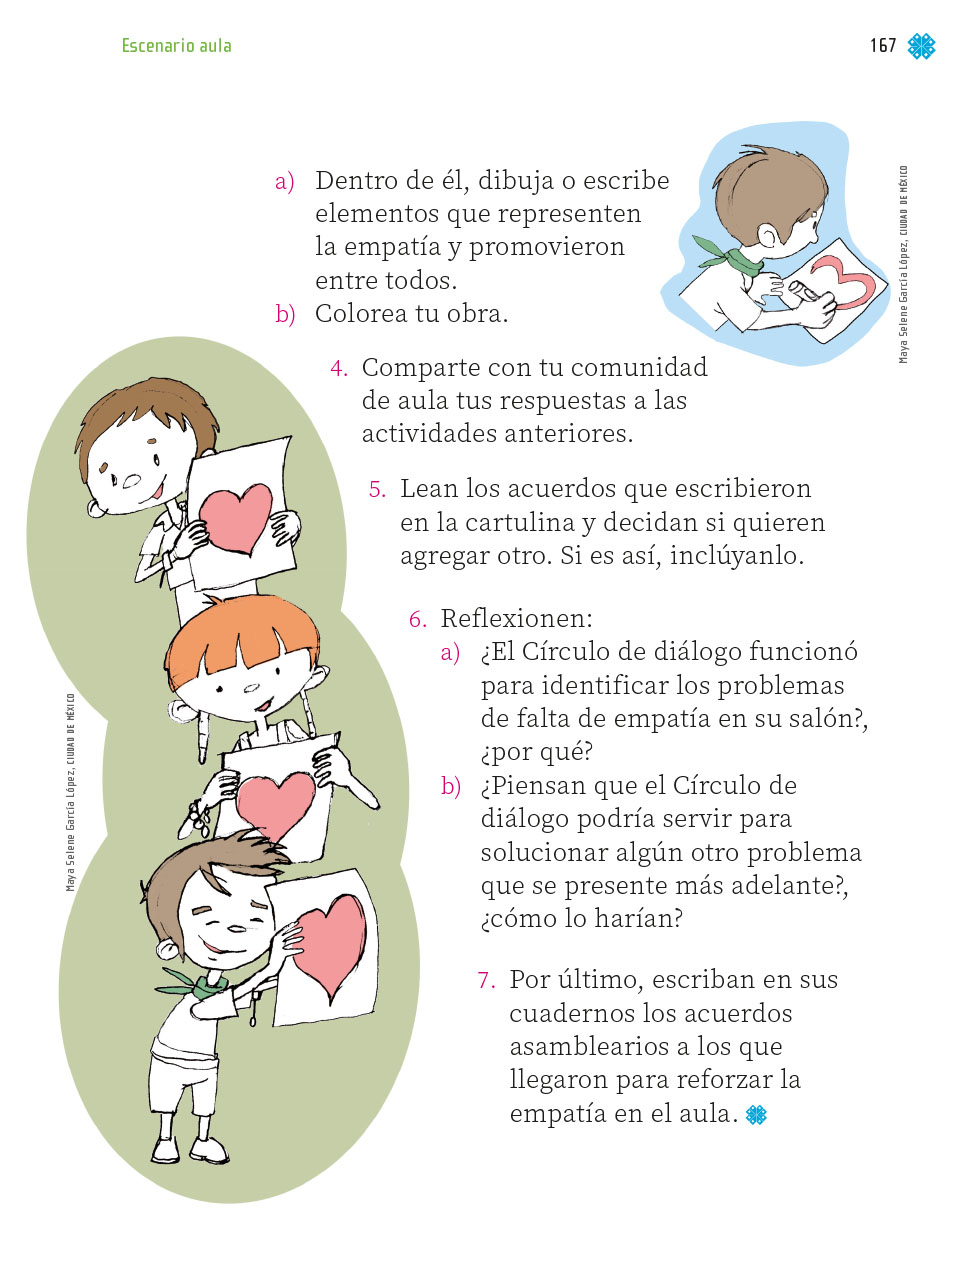 Escenario aula
167
a) Dentro de él, dibuja o escribe
elementos que representen
la empatía y promovieron
entre todos.
b) Colorea tu obra.
Maya Selene García López, CIUDAD DE MÉXICO
4. Comparte con tu comunidad
de aula tus respuestas a las
actividades anteriores.
5. Lean los acuerdos que escribieron
en la cartulina y decidan si quieren
agregar otro. Si es así, inclúyanlo.
6. Reflexionen:
a) ¿El Círculo de diálogo funcionó
para identificar los problemas
de falta de empatía en su salón?,
¿por qué?
b) ¿Piensan que el Círculo de
diálogo podría servir para
solucionar algún otro problema
que se presente más adelante?,
¿cómo lo harían?
Maya Selene García López, CIUDAD DE MÉXICO
7. Por último, escriban en sus
cuadernos los acuerdos
asamblearios a los que
llegaron para reforzar la
empatía en el aula.